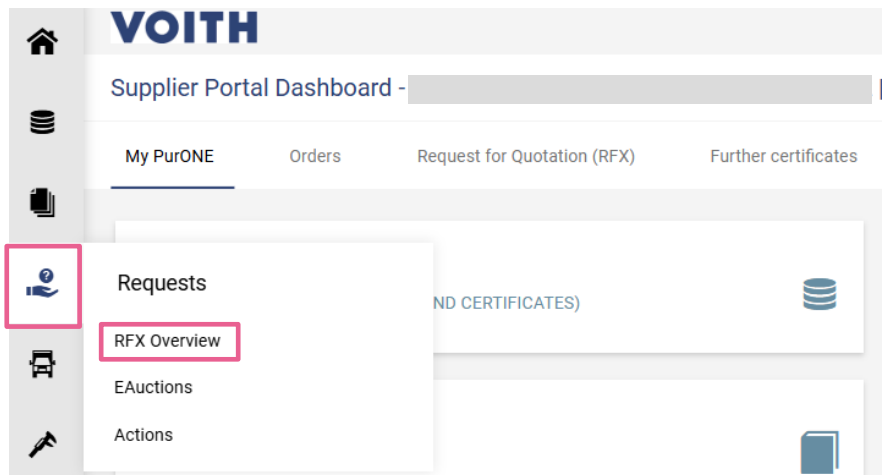 VOITH
Supplier Portal Dashboard -
My PurONE Orders Request for Quotation (RFX) Further certificates
Requests
ND CERTIFICATES)
RFX Overview
EAuctions
Actions